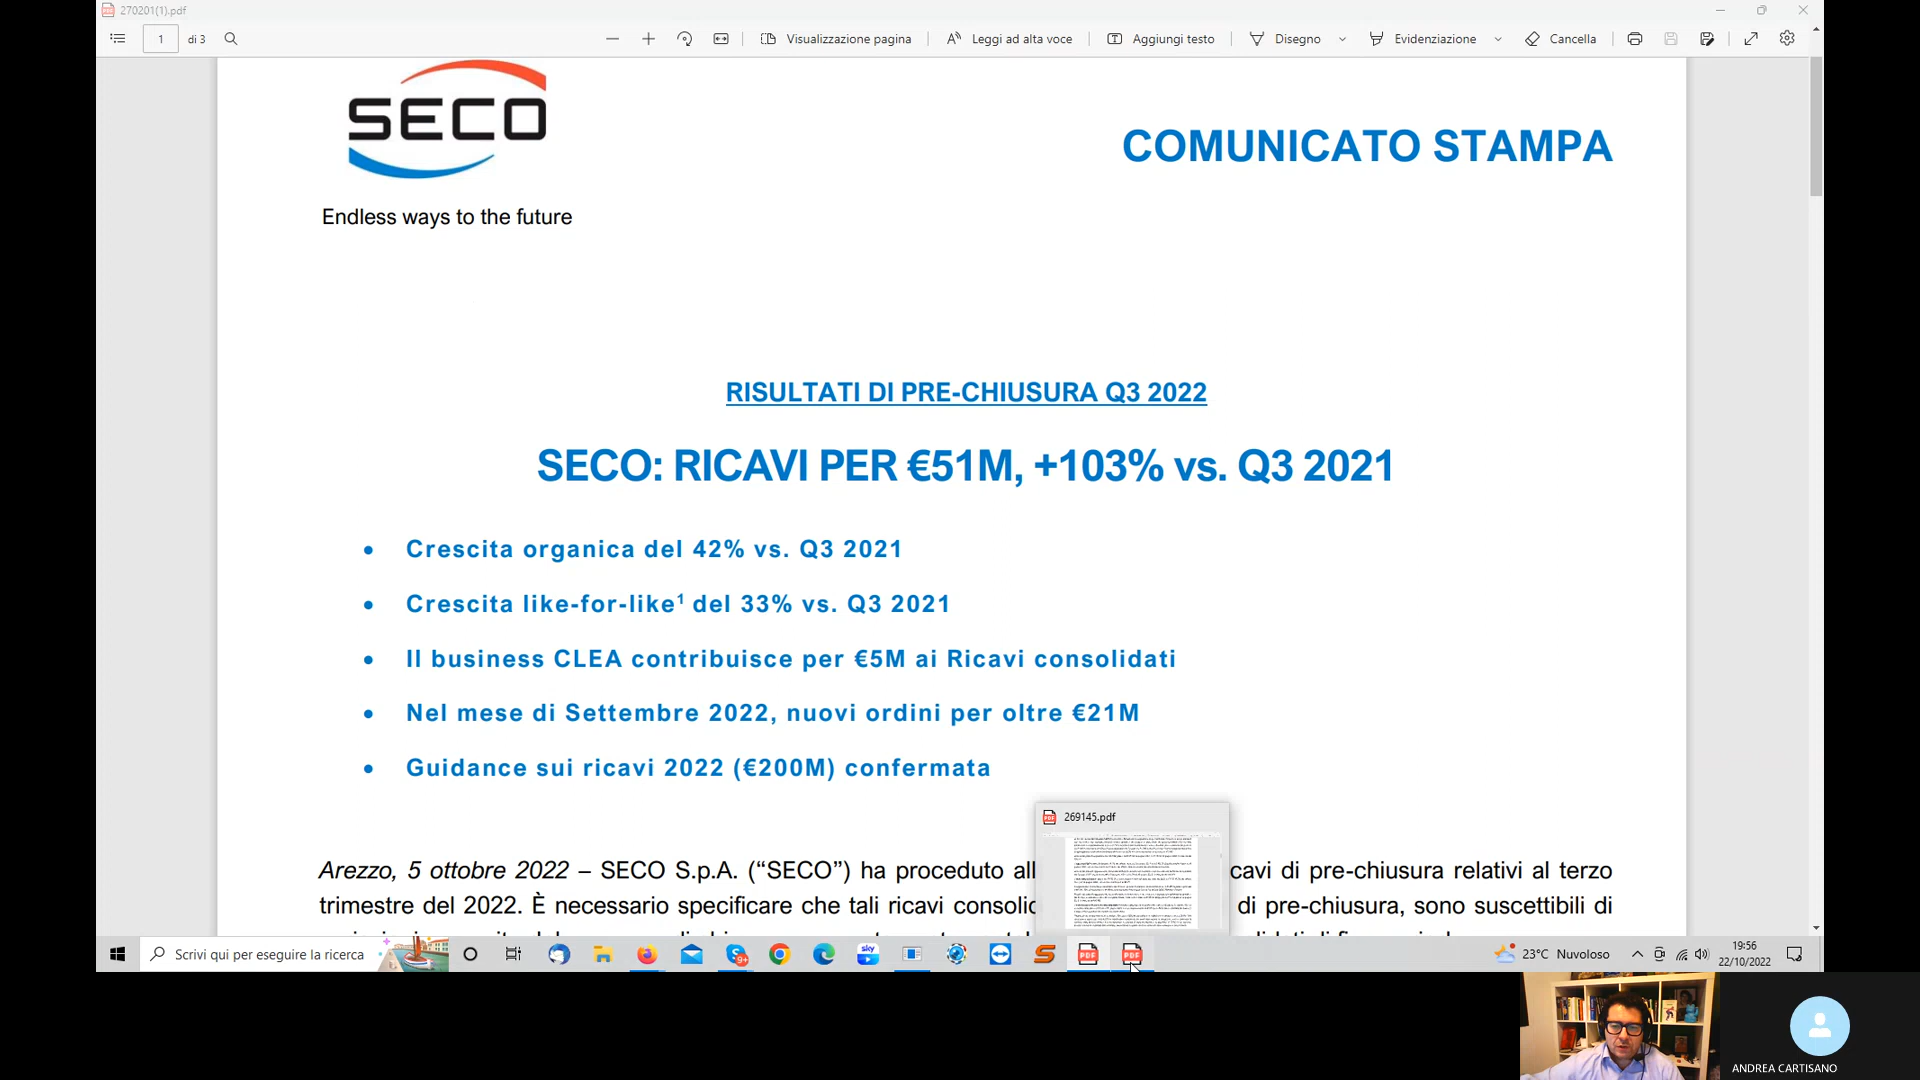 270201(1).pdf
1 di 3 Visualizzazione pagina Leggi ad alta voce Aggiungi testo Disegno Evidenziazione Cancella
SECO
COMUNICATO STAMPA
Endless ways to the future
RISULTATI DI PRE-CHIUSURA Q3 2022
SECO: RICAVI PER €51M, +103% vs. Q3 2021
• Crescita organica del 42% vs. Q3 2021
• Crescita like-for-like¹ del 33% vs. Q3 2021
• Il business CLEA contribuisce per €5M ai Ricavi consolidati
• Nel mese di Settembre 2022, nuovi ordini per oltre €21M
• Guidance sui ricavi 2022 (€200M) confermata
269145.pdf
Arezzo, 5 ottobre 2022 – SECO S.p.A. (“SECO”) ha proceduto all cavi di pre-chiusura relativi al terzo
trimestre del 2022. È necessario specificare che tali ricavi consolid di pre-chiusura, sono suscettibili di
Scrivi qui per eseguire la ricerca
sky
23°C Nuvoloso
19:56
22/10/2022
ANDREA CARTISANO